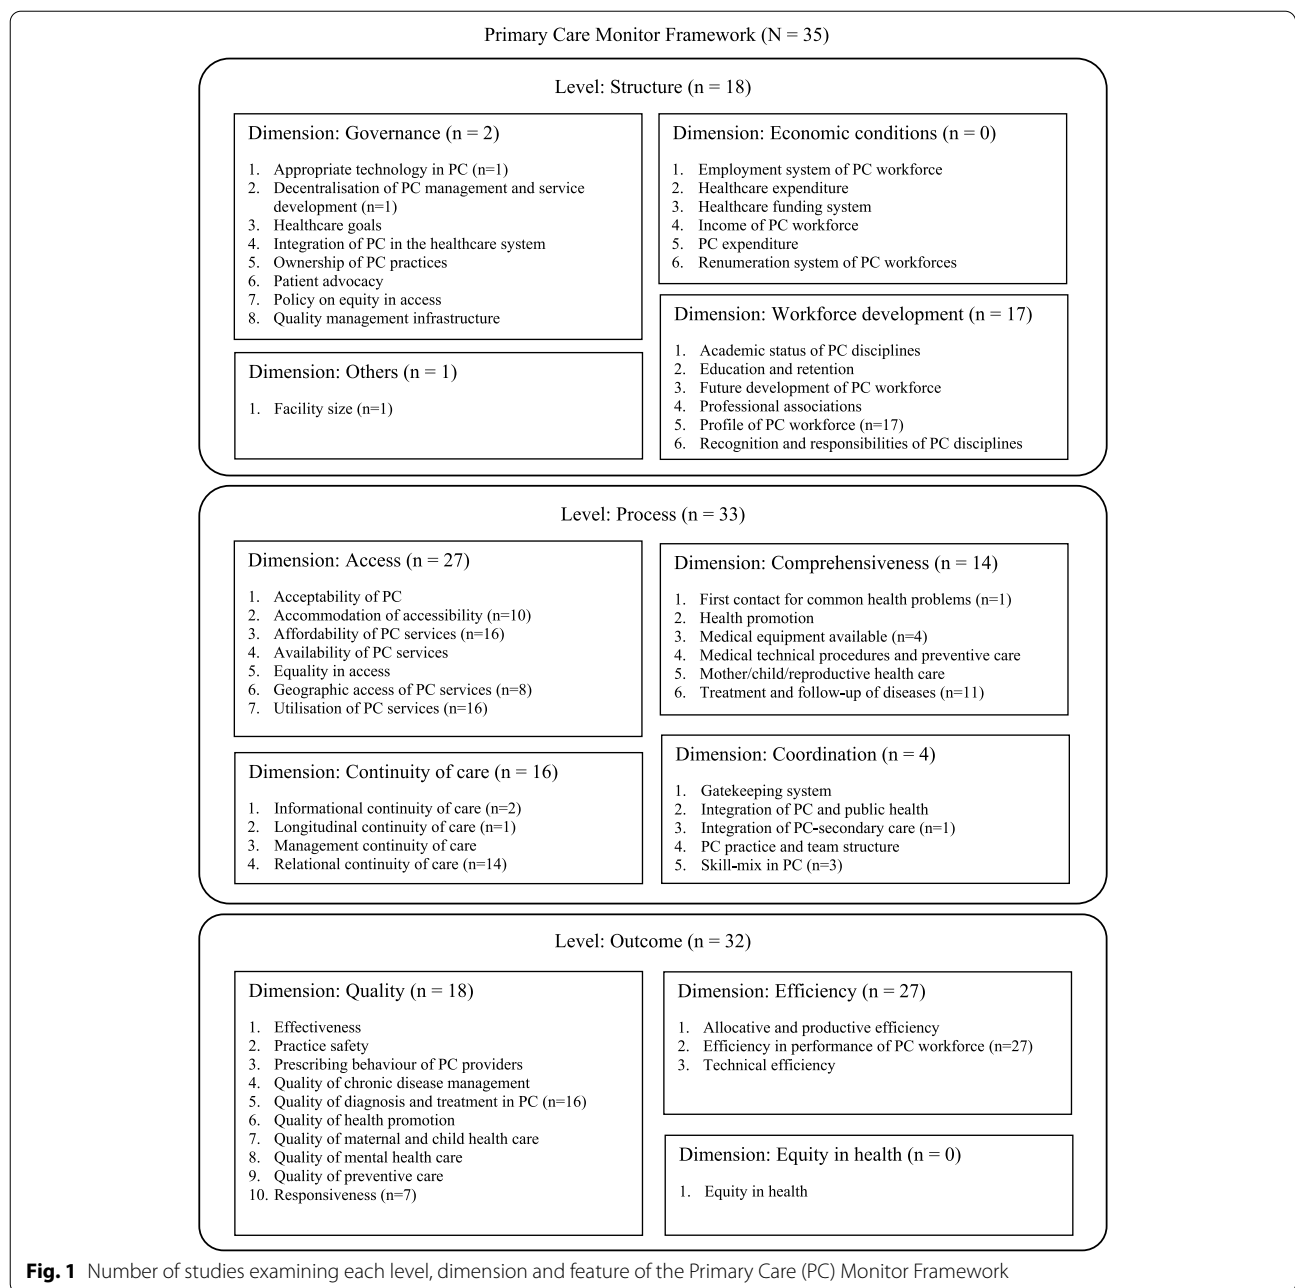 Primary Care Monitor Framework (N = 35)
Level: Structure (n = 18)
Dimension: Governance (n = 2)
1. Appropriate technology in PC (n=1)
2. Decentralisation of PC management and service
development (n=1)
3. Healthcare goals
4. Integration of PC in the healthcare system
5. Ownership of PC practices
6. Patient advocacy
7. Policy on equity in access
8. Quality management infrastructure
Dimension: Others (n = 1)
1. Facility size (n=1)
Dimension: Economic conditions (n = 0)
1. Employment system of PC workforce
2. Healthcare expenditure
3. Healthcare funding system
4. Income of PC workforce
5. PC expenditure
6. Renumeration system of PC workforces
Dimension: Workforce development (n = 17)
1. Academic status of PC disciplines
2. Education and retention
3. Future development of PC workforce
4. Professional associations
5. Profile of PC workforce (n=17)
6. Recognition and responsibilities of PC disciplines
Level: Process (n = 33)
Dimension: Access (n = 27)
1. Acceptability of PC
2. Accommodation of accessibility (n=10)
3. Affordability of PC services (n=16)
4. Availability of PC services
5. Equality in access
6. Geographic access of PC services (n=8)
7. Utilisation of PC services (n=16)
Dimension: Continuity of care (n = 16)
1. Informational continuity of care (n=2)
2. Longitudinal continuity of care (n=1)
3. Management continuity of care
4. Relational continuity of care (n=14)
Dimension: Comprehensiveness (n = 14)
1. First contact for common health problems (n=1)
2. Health promotion
3. Medical equipment available (n=4)
4. Medical technical procedures and preventive care
5. Mother/child/reproductive health care
6. Treatment and follow-up of diseases (n=11)
Dimension: Coordination (n = 4)
1. Gatekeeping system
2. Integration of PC and public health
3. Integration of PC-secondary care (n=1)
4. PC practice and team structure
5. Skill-mix in PC (n=3)
Level: Outcome (n = 32)
Dimension: Quality (n = 18)
1. Effectiveness
2. Practice safety
3. Prescribing behaviour of PC providers
4. Quality of chronic disease management
5. Quality of diagnosis and treatment in PC (n=16)
6. Quality of health promotion
7. Quality of maternal and child health care
8. Quality of mental health care
9. Quality of preventive care
10. Responsiveness (n=7)
Dimension: Efficiency (n = 27)
1. Allocative and productive efficiency
2. Efficiency in performance of PC workforce (n=27)
3. Technical efficiency
Dimension: Equity in health (n = 0)
1. Equity in health
Fig. 1 Number of studies examining each level, dimension and feature of the Primary Care (PC) Monitor Framework